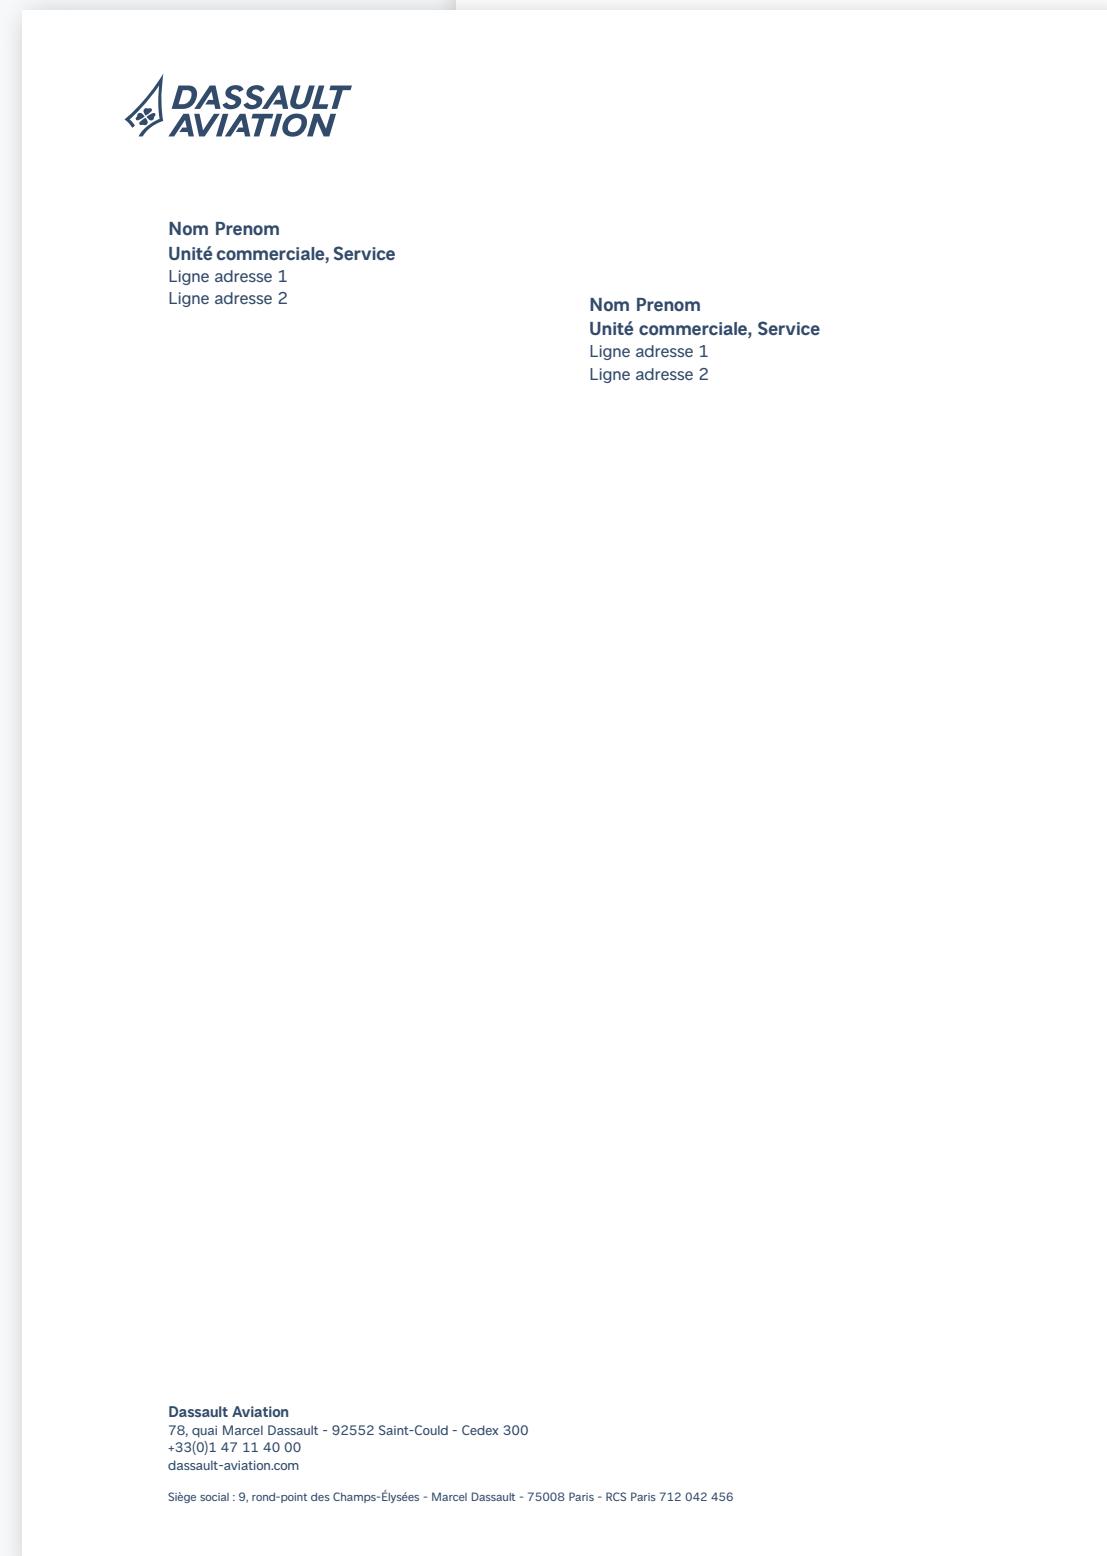 DASSAULT
AVIATION
Nom Prenom
Unité commerciale, Service
Ligne adresse 1
Ligne adresse 2
Nom Prenom
Unité commerciale, Service
Ligne adresse 1
Ligne adresse 2
Dassault Aviation
78, quai Marcel Dassault - 92552 Saint-Could - Cedex 300
+33(0)1 47 11 40 00
dassault-aviation.com
Siège social : 9, rond-point des Champs-Élysées - Marcel Dassault - 75008 Paris - RCS Paris 712 042 456